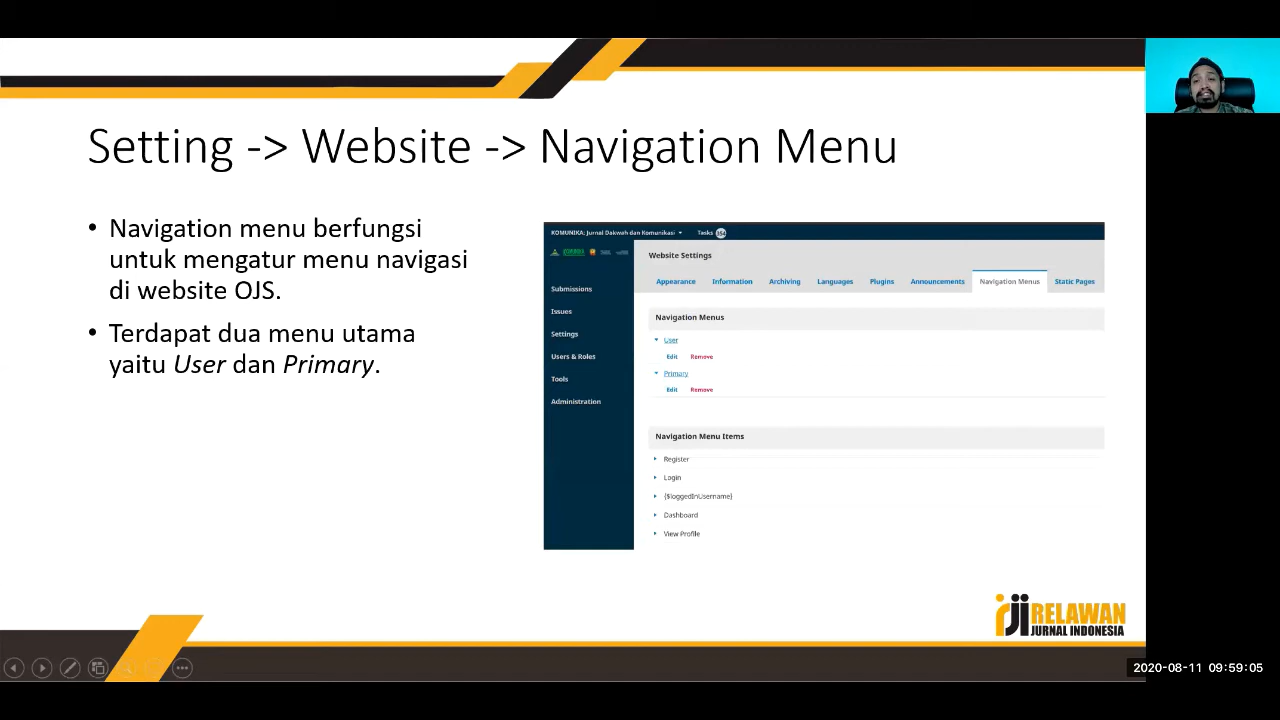 Setting -> Website -> Navigation Menu
• Navigation menu berfungsi
untuk mengatur menu navigasi
di website OJS.
• Terdapat dua menu utama
yaitu User dan Primary.
KOMUNIKA: Jurnal Dakwah dan Komunikasi Tasks
Submissions
Issues
Settings
Users & Roles
Tools
Administration
Website Settings
Appearance Information Archiving Languages Plugins Announcements Navigation Menus Static Pages
Navigation Menus
User
Edit Remove
Primary
Edit Remove
Navigation Menu Items
Register
Login
{$loggedInUsername}
Dashboard
View Profile
rji RELAWAN
JURNAL INDONESIA
2020-08-11 09:59:05